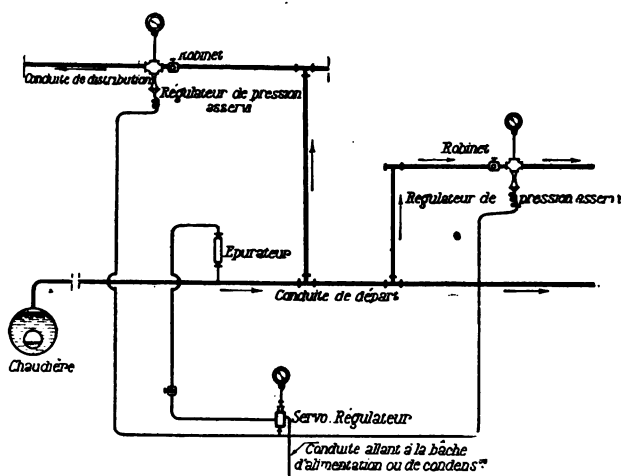 Robinet
Conduite de distribution
Régulateur de pression
asservi
Robinet
Régulateur de pression asservi
Epurateur
Conduite de départ
Chaudière
Servo-Régulateur
Conduite allant à la bâche
d'alimentation ou de condens.on